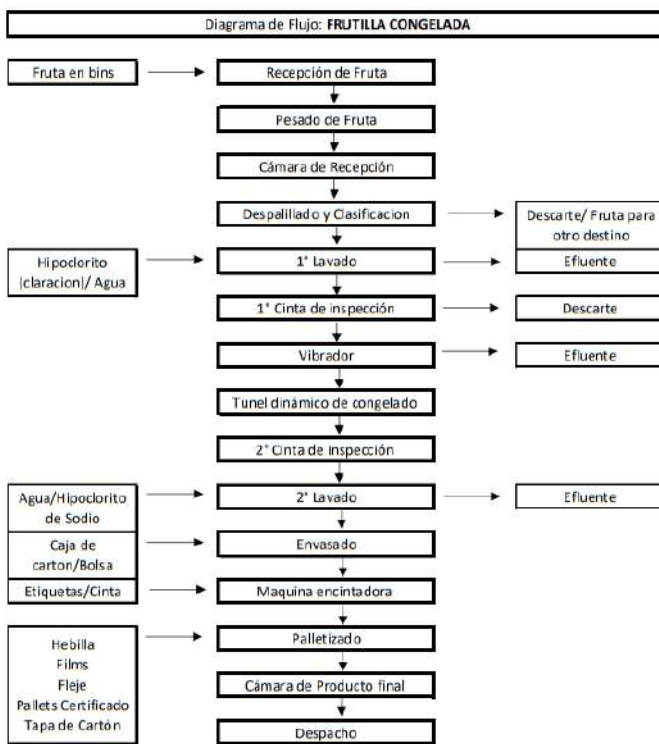 Diagrama de Flujo: FRUTILLA CONGELADA
Fruta en bins
Recepción de Fruta
Pesado de Fruta
Cámara de Recepción
Despalillado y Clasificacion
Descarte/ Fruta para
otro destino
Hipoclorito
|claracion|/ Agua
1° Lavado
Efluente
1° Cinta de inspección
Descarte
Vibrador
Efluente
Tunel dinámico de congelado
2° Cinta de Inspección
Agua/Hipoclorito
de Sodio
2° Lavado
Efluente
Caja de
carton/Bolsa
Envasado
Etiquetas/Cinta
Maquina encintadora
Hebilla
Films
Fleje
Pallets Certificado
Tapa de Cartón
Palletizado
Cámara de Producto final
Despacho